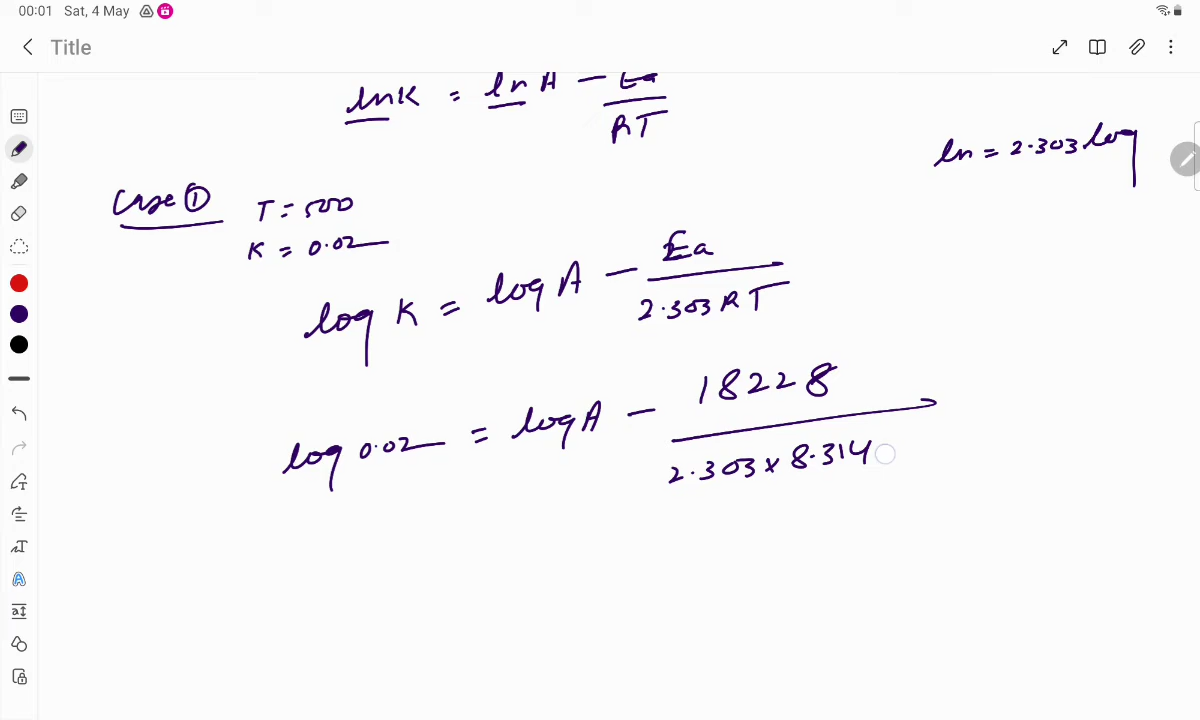 00:01 Sat, 4 May
Title
ln K = ln A - Ea
RT
ln = 2.303 log
Case ①
T = 500
K = 0.02
log K = log A - Ea
2.303 R T
log 0.02 = log A - 18228
2.303 x 8.314